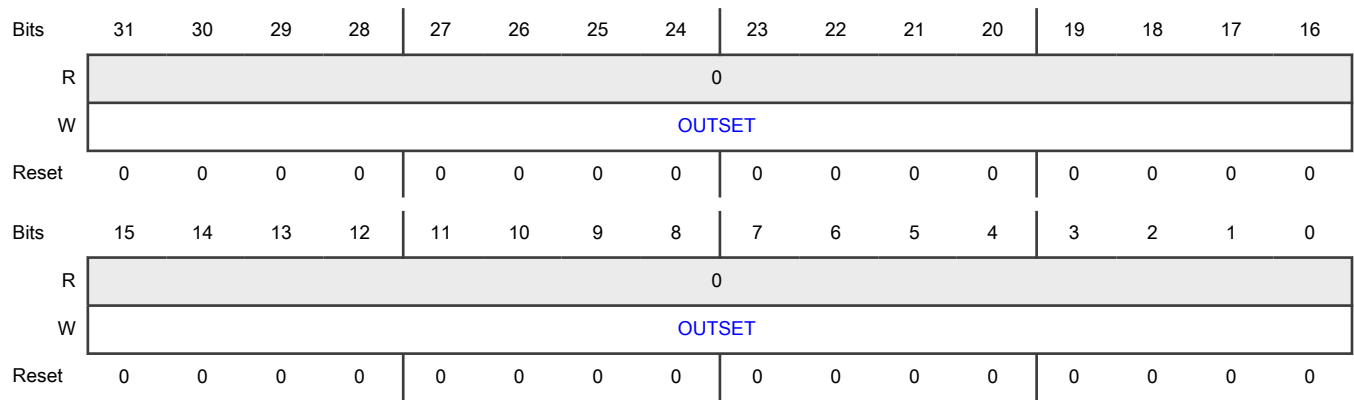 Bits 31 30 29 28 27 26 25 24 23 22 21 20 19 18 17 16
R 0
W OUTSET
Reset 0 0 0 0 0 0 0 0 0 0 0 0 0 0 0 0
Bits 15 14 13 12 11 10 9 8 7 6 5 4 3 2 1 0
R 0
W OUTSET
Reset 0 0 0 0 0 0 0 0 0 0 0 0 0 0 0 0